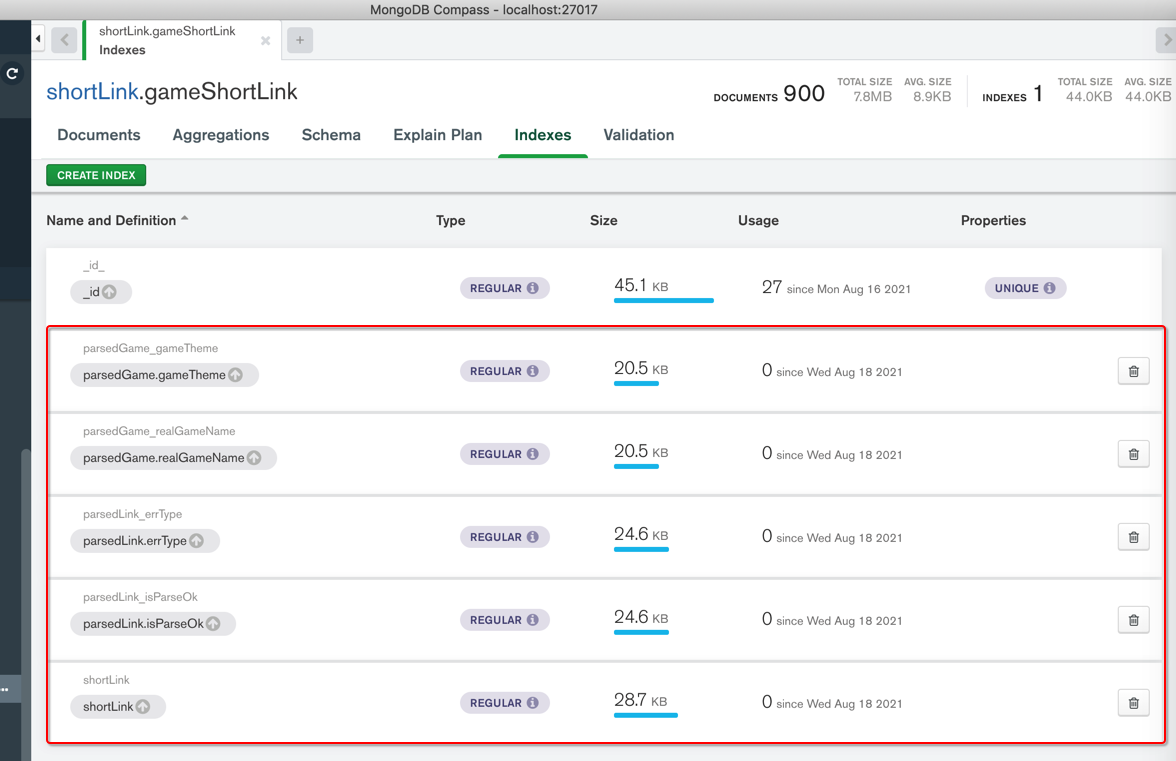 MongoDB Compass - localhost:27017
shortLink.gameShortLink
Indexes
shortLink.gameShortLink
DOCUMENTS 900 TOTAL SIZE 7.8MB AVG. SIZE 8.9KB INDEXES 1 TOTAL SIZE 44.0KB AVG. SIZE 44.0KB
Documents Aggregations Schema Explain Plan Indexes Validation
CREATE INDEX
Name and Definition Type Size Usage Properties
_id_
_id REGULAR 45.1 KB 27 since Mon Aug 16 2021 UNIQUE
parsedGame_gameTheme
parsedGame.gameTheme REGULAR 20.5 KB 0 since Wed Aug 18 2021
parsedGame_realGameName
parsedGame.realGameName REGULAR 20.5 KB 0 since Wed Aug 18 2021
parsedLink_errType
parsedLink.errType REGULAR 24.6 KB 0 since Wed Aug 18 2021
parsedLink_isParseOk
parsedLink.isParseOk REGULAR 24.6 KB 0 since Wed Aug 18 2021
shortLink
shortLink REGULAR 28.7 KB 0 since Wed Aug 18 2021